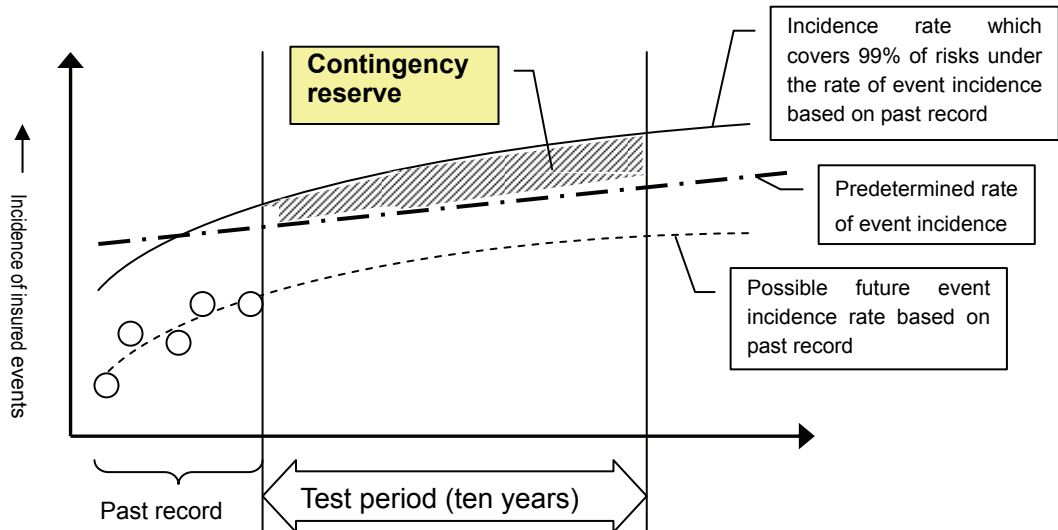 Contingency
reserve
Incidence rate which
covers 99% of risks under
the rate of event incidence
based on past record
Predetermined rate
of event incidence
Possible future event
incidence rate based on
past record
Incidence of insured events
Past record
Test period (ten years)